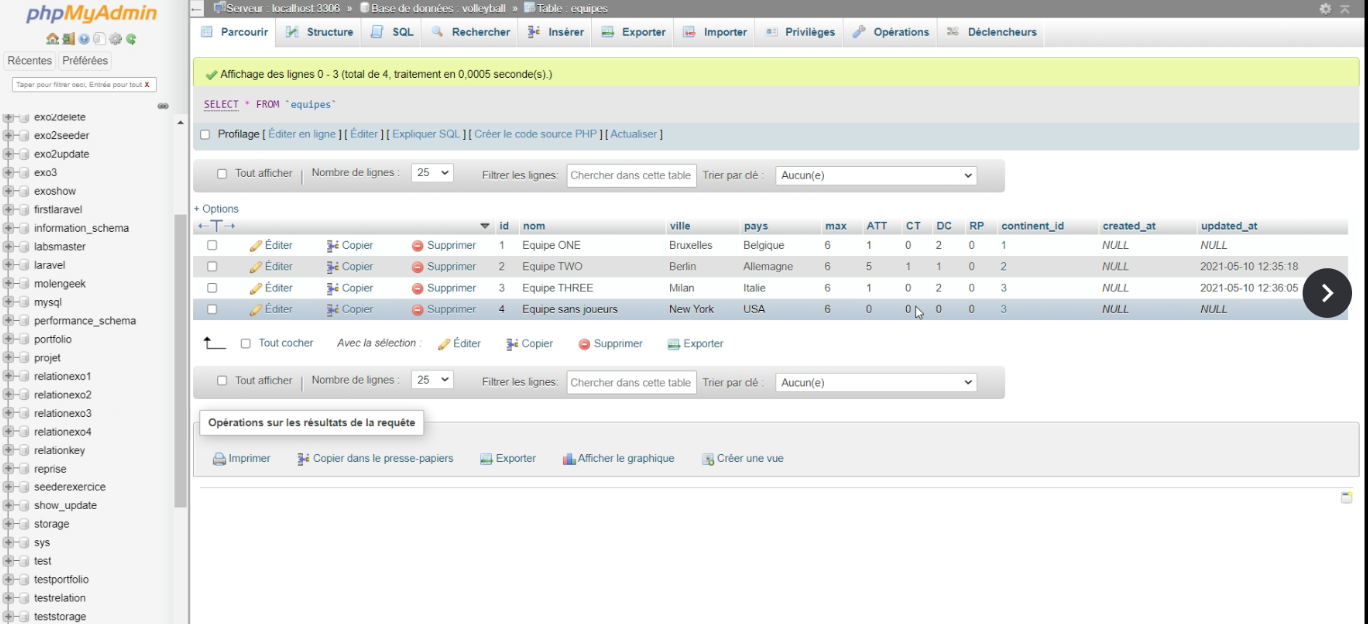 phpMyAdmin
Récentes Préférées
Taper pour filtrer ceci, Entrée pour tout X
exo2delete
exo2seeder
exo2update
exo3
exoshow
firstlaravel
information_schema
labsmaster
laravel
molengeek
mysql
performance_schema
portfolio
projet
relationexo1
relationexo2
relationexo3
relationexo4
relationkey
reprise
seederexercice
show_update
storage
sys
test
testportfolio
testrelation
teststorage
Serveur : localhost:3306 » Base de données : volleyball » Table : equipes
Parcourir Structure SQL Rechercher Insérer Exporter Importer Privilèges Opérations Déclencheurs
Affichage des lignes 0 - 3 (total de 4, traitement en 0,0005 seconde(s).)
SELECT * FROM `equipes`
Profilage [ Éditer en ligne ] [ Éditer ] [ Expliquer SQL ] [ Créer le code source PHP ] [ Actualiser ]
Tout afficher | Nombre de lignes : 25 Filtrer les lignes: Chercher dans cette table Trier par clé : Aucun(e)
+ Options
←T→ id nom ville pays max ATT CT DC RP continent_id created_at updated_at
Éditer Copier Supprimer 1 Equipe ONE Bruxelles Belgique 6 1 0 2 0 1 NULL NULL
Éditer Copier Supprimer 2 Equipe TWO Berlin Allemagne 6 5 1 1 0 2 NULL 2021-05-10 12:35:18
Éditer Copier Supprimer 3 Equipe THREE Milan Italie 6 1 0 2 0 3 NULL 2021-05-10 12:36:05
Éditer Copier Supprimer 4 Equipe sans joueurs New York USA 6 0 0 0 0 3 NULL NULL
Tout cocher Avec la sélection : Éditer Copier Supprimer Exporter
Tout afficher | Nombre de lignes : 25 Filtrer les lignes: Chercher dans cette table Trier par clé : Aucun(e)
Opérations sur les résultats de la requête
Imprimer Copier dans le presse-papiers Exporter Afficher le graphique Créer une vue